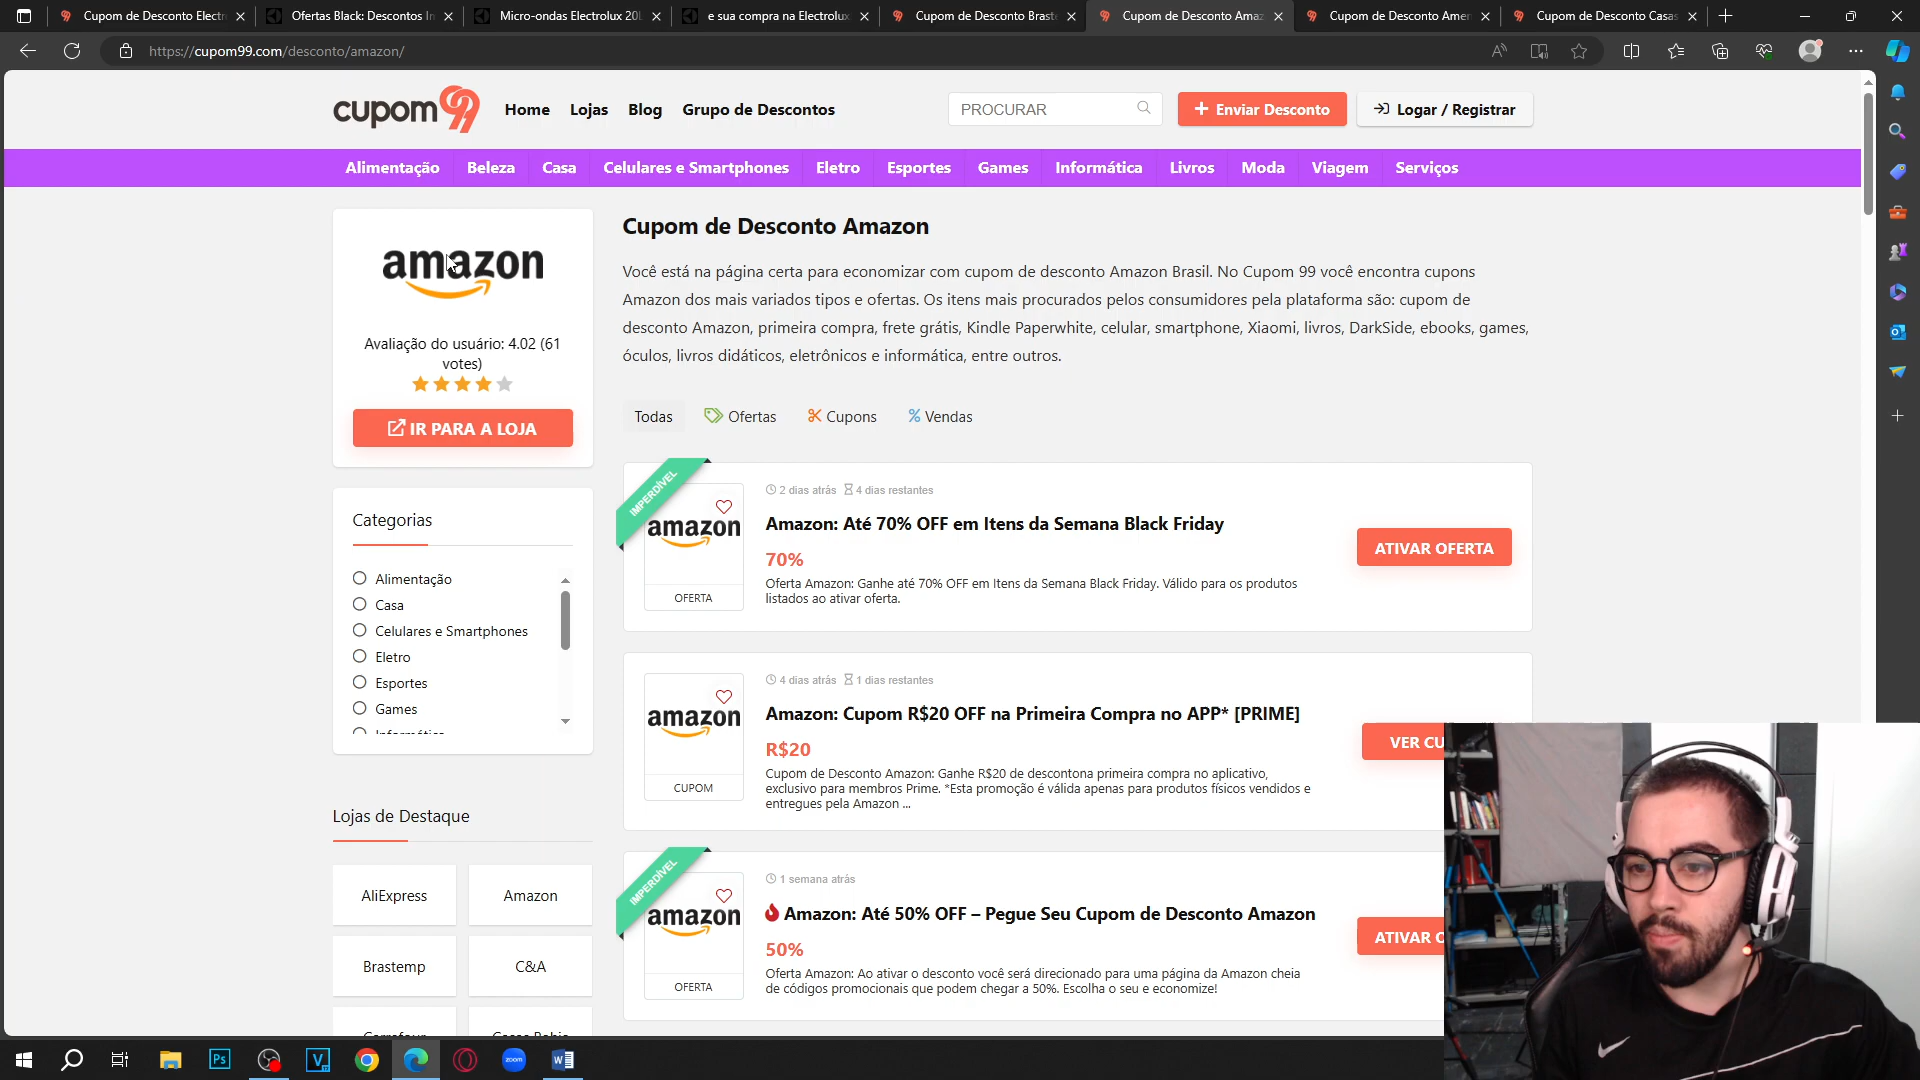 Cupom de Desconto Electr
Ofertas Black: Descontos In
Micro-ondas Electrolux 20L
e sua compra na Electrolux
Cupom de Desconto Braste
Cupom de Desconto Amaz
Cupom de Desconto Amer
Cupom de Desconto Casas
https://cupom99.com/desconto/amazon/
cupom99
Home
Lojas
Blog
Grupo de Descontos
PROCURAR
+ Enviar Desconto
Logar / Registrar
Alimentação
Beleza
Casa
Celulares e Smartphones
Eletro
Esportes
Games
Informática
Livros
Moda
Viagem
Serviços
amazon
Avaliação do usuário: 4.02 (61
votes)
IR PARA A LOJA
Categorias
Alimentação
Casa
Celulares e Smartphones
Eletro
Esportes
Games
Informática
Lojas de Destaque
AliExpress
Amazon
Brastemp
C&A
Carrefour
Casas Bahia
Cupom de Desconto Amazon
Você está na página certa para economizar com cupom de desconto Amazon Brasil. No Cupom 99 você encontra cupons
Amazon dos mais variados tipos e ofertas. Os itens mais procurados pelos consumidores pela plataforma são: cupom de
desconto Amazon, primeira compra, frete grátis, Kindle Paperwhite, celular, smartphone, Xiaomi, livros, DarkSide, ebooks, games,
óculos, livros didáticos, eletrônicos e informática, entre outros.
Todas
Ofertas
Cupons
% Vendas
IMPERDÍVEL
amazon
OFERTA
2 dias atrás 4 dias restantes
Amazon: Até 70% OFF em Itens da Semana Black Friday
70%
Oferta Amazon: Ganhe até 70% OFF em Itens da Semana Black Friday. Válido para os produtos
listados ao ativar oferta.
ATIVAR OFERTA
amazon
CUPOM
4 dias atrás 1 dias restantes
Amazon: Cupom R$20 OFF na Primeira Compra no APP* [PRIME]
R$20
Cupom de Desconto Amazon: Ganhe R$20 de descontona primeira compra no aplicativo,
exclusivo para membros Prime. *Esta promoção é válida apenas para produtos físicos vendidos e
entregues pela Amazon ...
VER CU
IMPERDÍVEL
amazon
OFERTA
1 semana atrás
Amazon: Até 50% OFF – Pegue Seu Cupom de Desconto Amazon
50%
Oferta Amazon: Ao ativar o desconto você será direcionado para uma página da Amazon cheia
de códigos promocionais que podem chegar a 50%. Escolha o seu e economize!
ATIVAR O
Ps
V
zoom
W